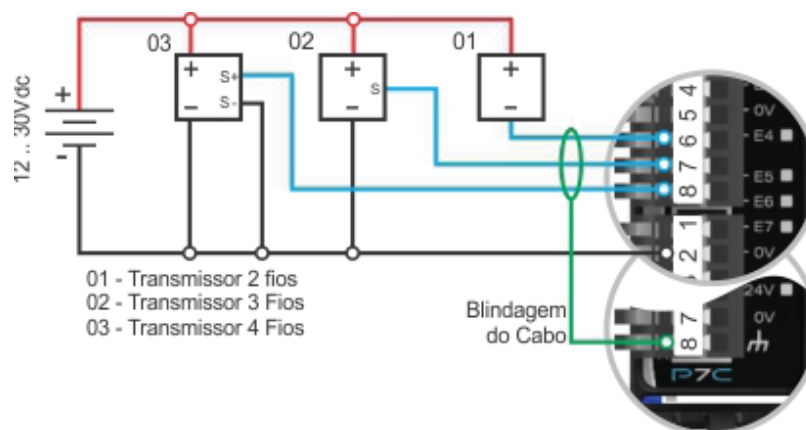 03
02
01
+
-
S+
S-
+
-
S
+
-
+
-
12 .. 30Vdc
4
5
6
7
8
1
2
0V
E4
E5
E6
E7
0V
01 - Transmissor 2 fios
02 - Transmissor 3 Fios
03 - Transmissor 4 Fios
Blindagem
do Cabo
24V
0V
7
8
P7C